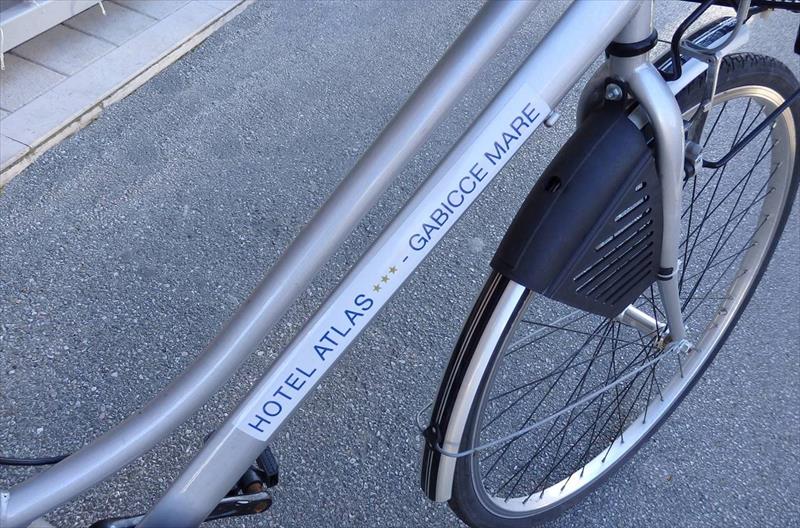 HOTEL ATLAS *** - GABICCE MARE